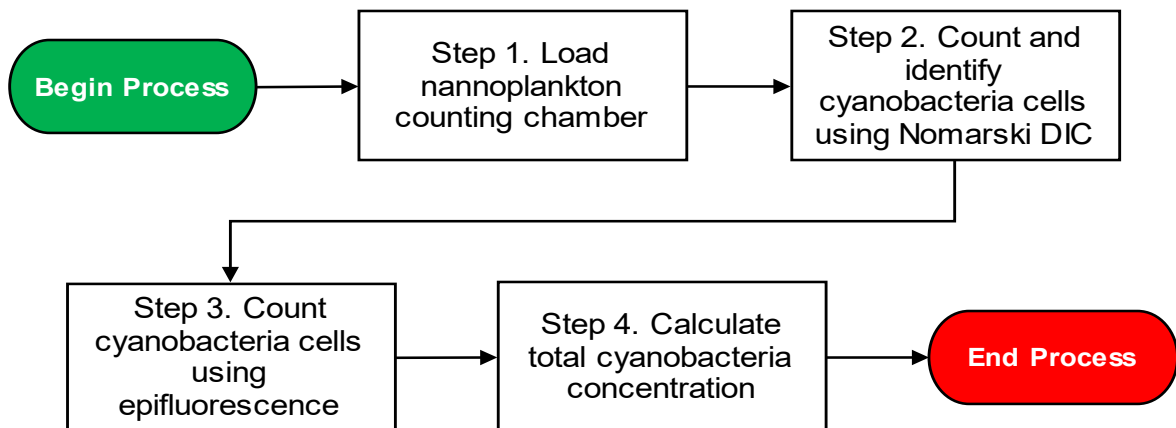 Begin Process
Step 1. Load
nannoplankton
counting chamber
Step 2. Count and
identify
cyanobacteria cells
using Nomarski DIC
Step 3. Count
cyanobacteria cells
using
epifluorescence
Step 4. Calculate
total cyanobacteria
concentration
End Process